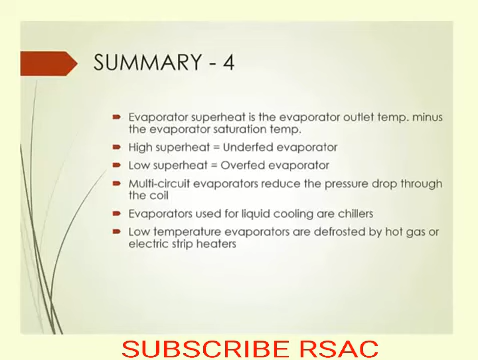 SUMMARY - 4
Evaporator superheat is the evaporator outlet temp. minus
the evaporator saturation temp.
High superheat = Underfed evaporator
Low superheat = Overfed evaporator
Multi-circuit evaporators reduce the pressure drop through
the coil
Evaporators used for liquid cooling are chillers
Low temperature evaporators are defrosted by hot gas or
electric strip heaters
SUBSCRIBE RSAC